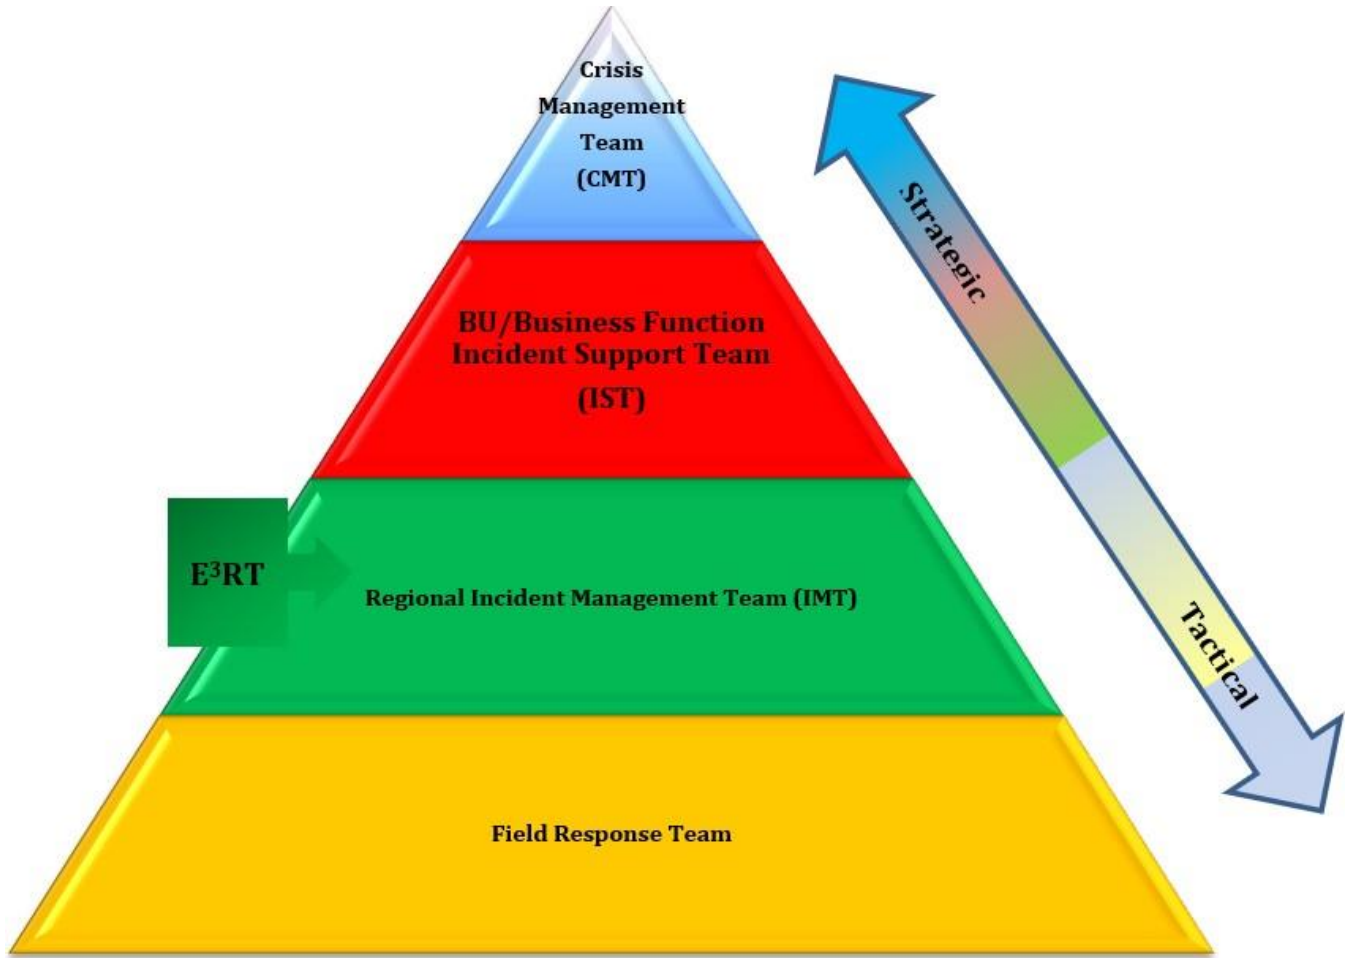 Crisis
Management
Team
(CMT)
Strategic
BU/Business Function
Incident Support Team
(IST)
E³RT
Regional Incident Management Team (IMT)
Tactical
Field Response Team